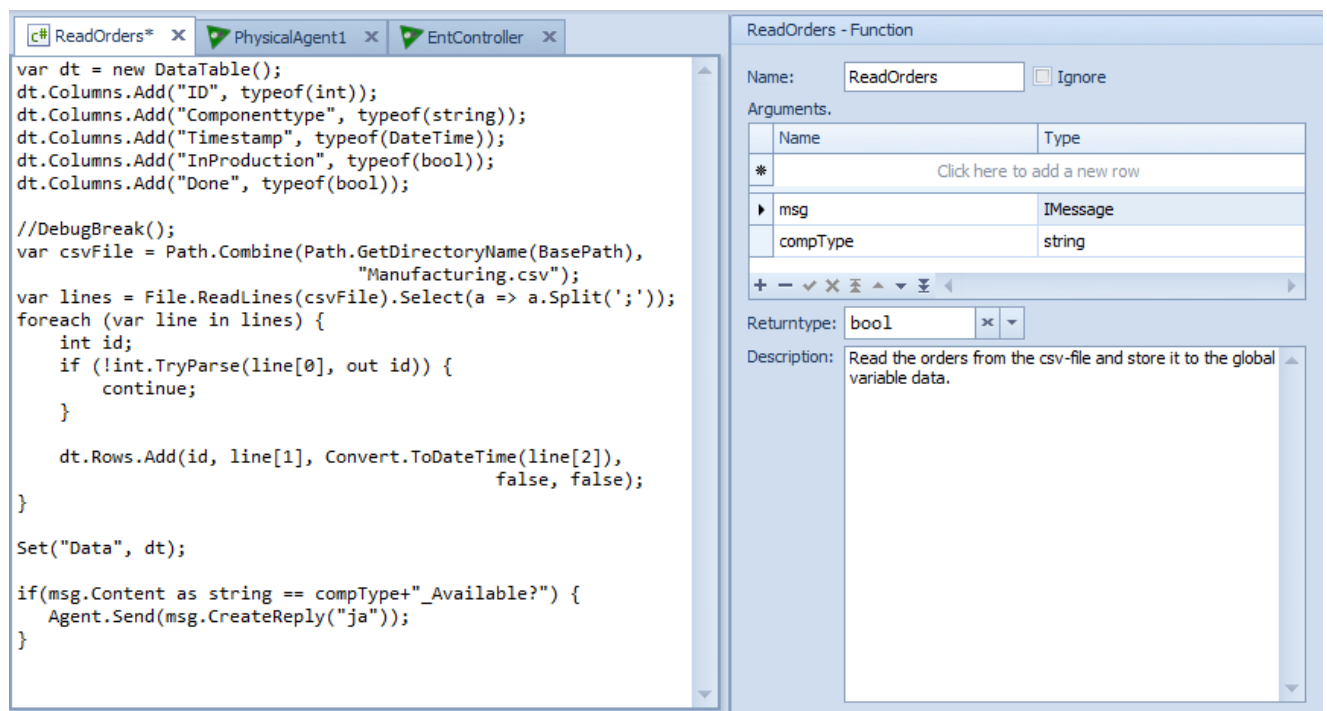 c# ReadOrders* PhysicalAgent1 EntController
var dt = new DataTable();
dt.Columns.Add("ID", typeof(int));
dt.Columns.Add("Componenttype", typeof(string));
dt.Columns.Add("Timestamp", typeof(DateTime));
dt.Columns.Add("InProduction", typeof(bool));
dt.Columns.Add("Done", typeof(bool));
//DebugBreak();
var csvFile = Path.Combine(Path.GetDirectoryName(BasePath),
"Manufacturing.csv");
var lines = File.ReadLines(csvFile).Select(a => a.Split(';'));
foreach (var line in lines) {
int id;
if (!int.TryParse(line[0], out id)) {
continue;
}
dt.Rows.Add(id, line[1], Convert.ToDateTime(line[2]),
false, false);
}
Set("Data", dt);
if(msg.Content as string == compType+"_Available?") {
Agent.Send(msg.CreateReply("ja"));
}
ReadOrders - Function
Name: ReadOrders Ignore
Arguments.
Name Type
Click here to add a new row
msg IMessage
compType string
Returntype: bool
Description: Read the orders from the csv-file and store it to the global
variable data.